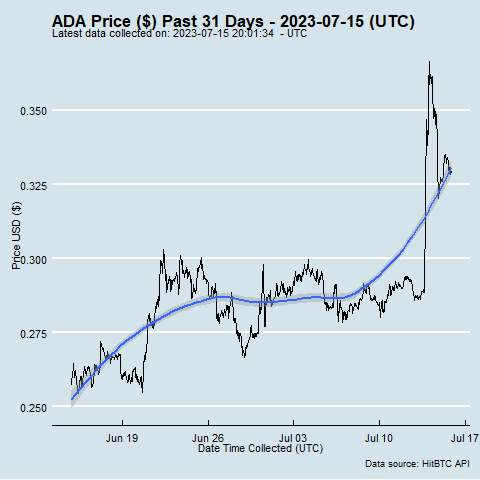 ADA Price ($) Past 31 Days - 2023-07-15 (UTC)
Latest data collected on: 2023-07-15 20:01:34  - UTC
0.350
0.325
0.300
0.275
0.250
Price USD ($)
Jun 19
Jun 26
Jul 03
Jul 10
Jul 17
Date Time Collected (UTC)
Data source: HitBTC API